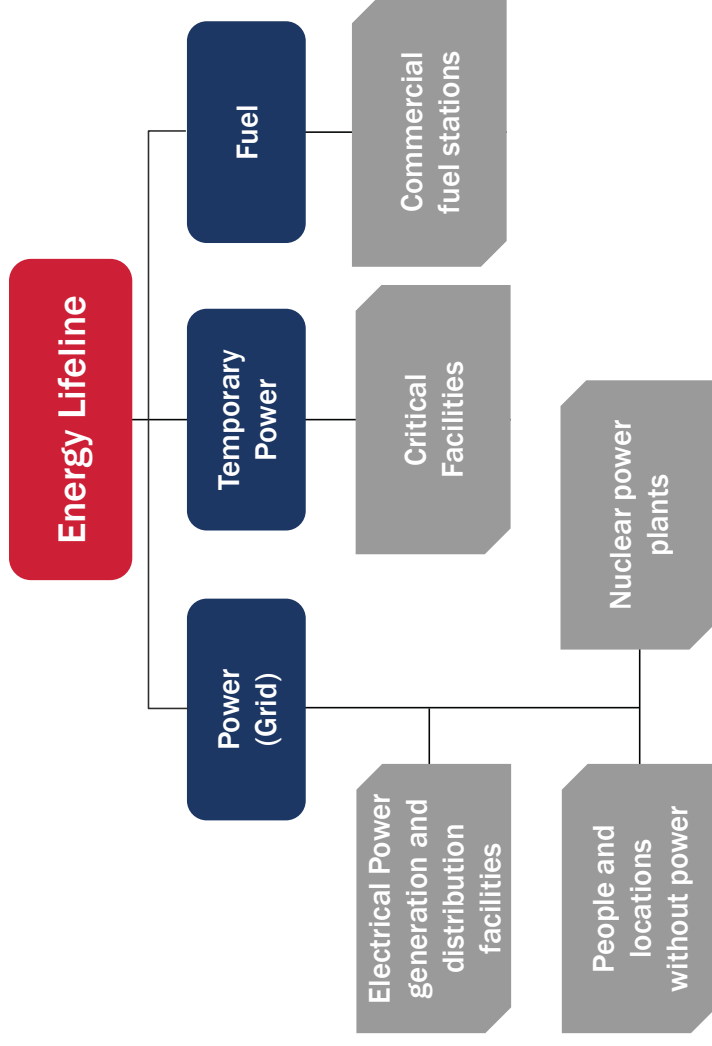 Energy Lifeline
Power
(Grid)
Temporary
Power
Fuel
Electrical Power
generation and
distribution
facilities
Critical
Facilities
Commercial
fuel stations
People and
locations
without power
Nuclear power
plants